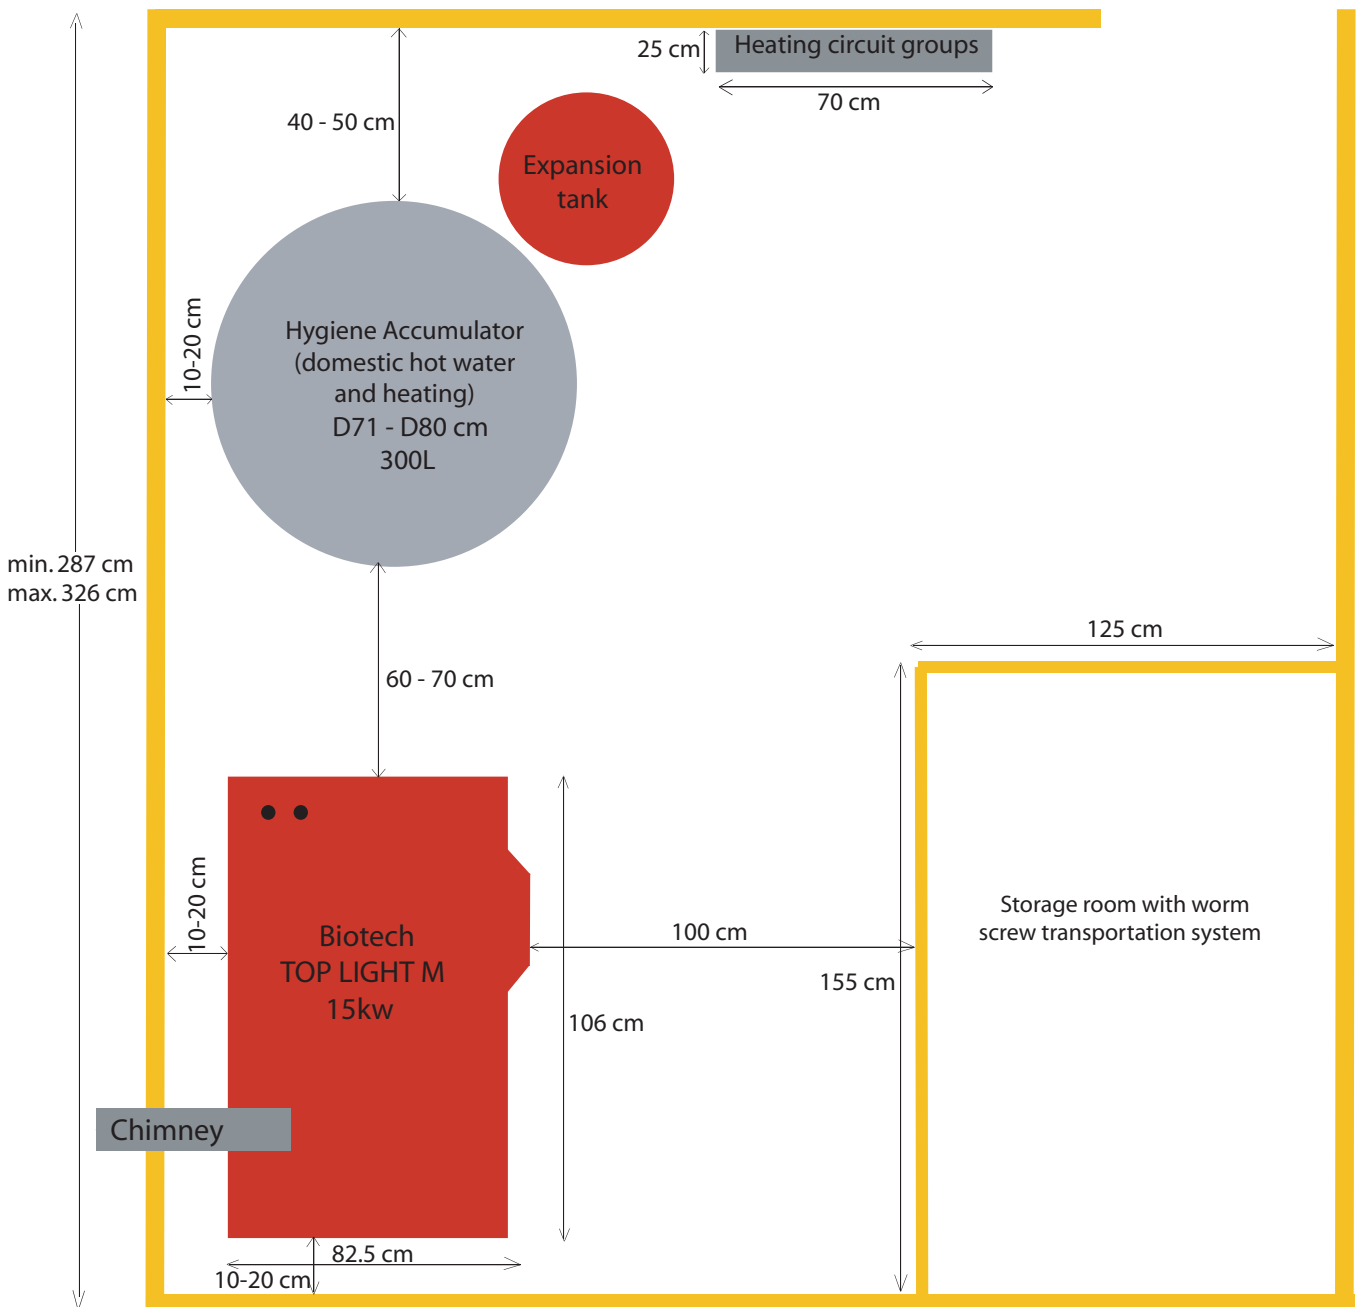 25 cm
Heating circuit groups
70 cm
40 - 50 cm
Expansion
tank
10-20 cm
Hygiene Accumulator
(domestic hot water
and heating)
D71 - D80 cm
300L
min. 287 cm
max. 326 cm
125 cm
60 - 70 cm
10-20 cm
Biotech
TOP LIGHT M
15kw
100 cm
155 cm
106 cm
Storage room with worm
screw transportation system
Chimney
82.5 cm
10-20 cm